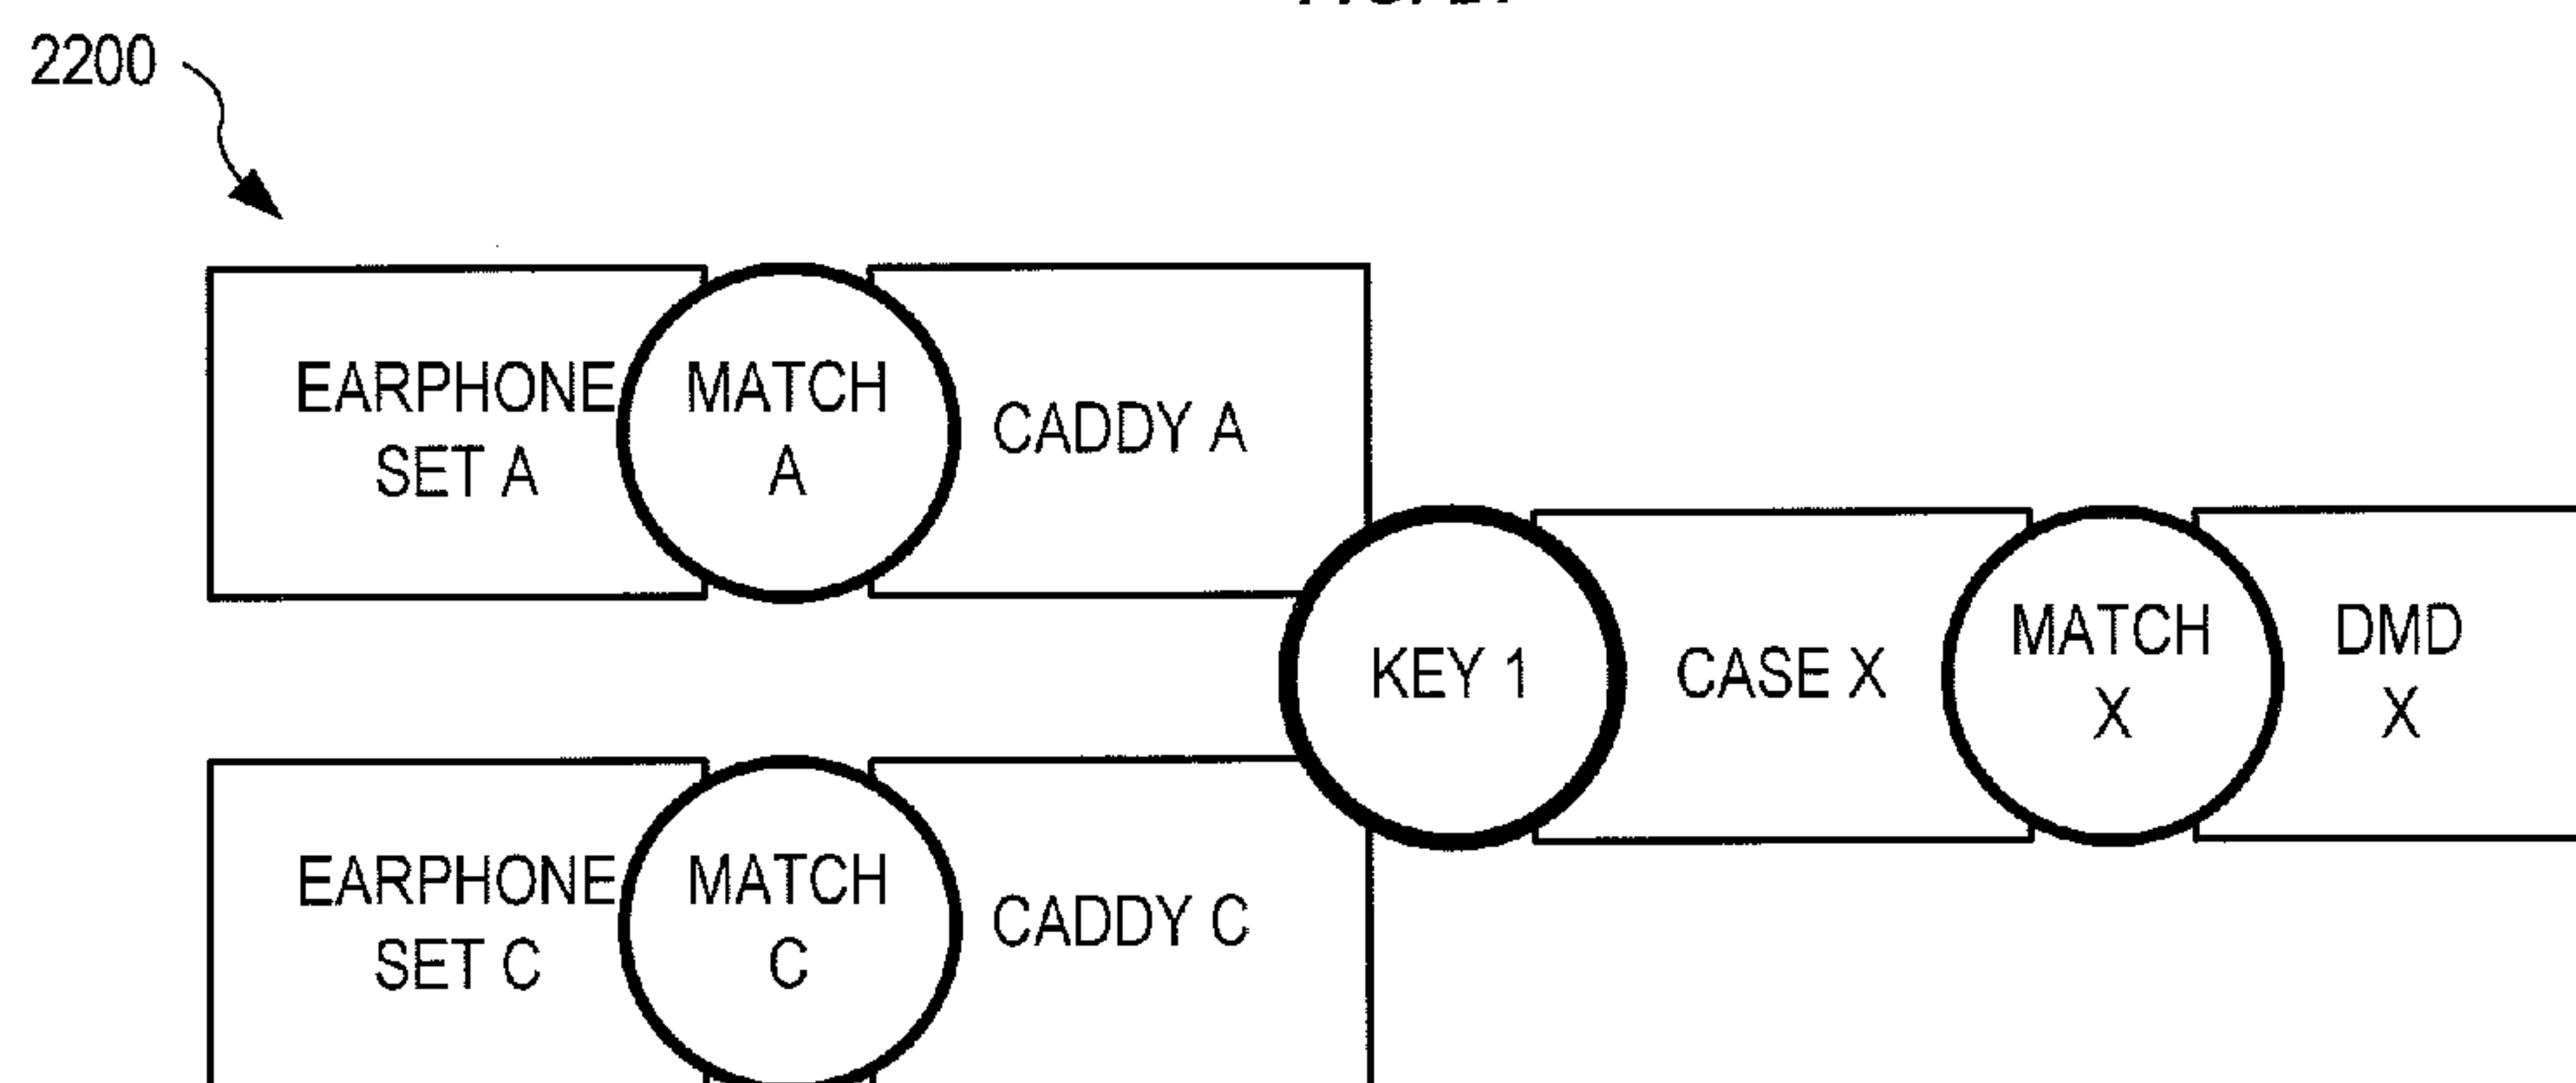 2200
EARPHONE
SET A
MATCH
A
CADDY A
KEY 1
CASE X
MATCH
X
DMD
X
EARPHONE
SET C
MATCH
C
CADDY C